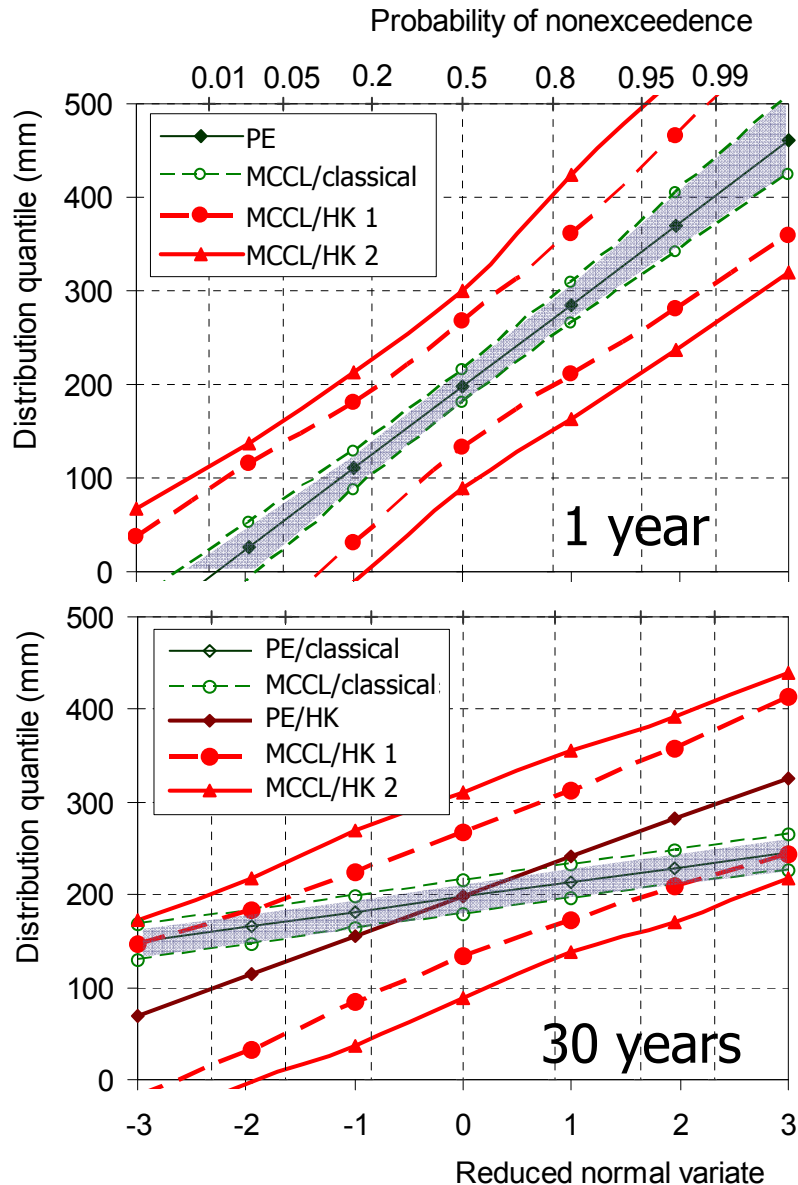 Probability of nonexceedence
0.01 0.05 0.2 0.5 0.8 0.95 0.99
Distribution quantile (mm)
500
400
300
200
100
0
PE
MCCL/classical
MCCL/HK 1
MCCL/HK 2
1 year
Distribution quantile (mm)
500
400
300
200
100
0
PE/classical
MCCL/classical
PE/HK
MCCL/HK 1
MCCL/HK 2
30 years
-3 -2 -1 0 1 2 3
Reduced normal variate